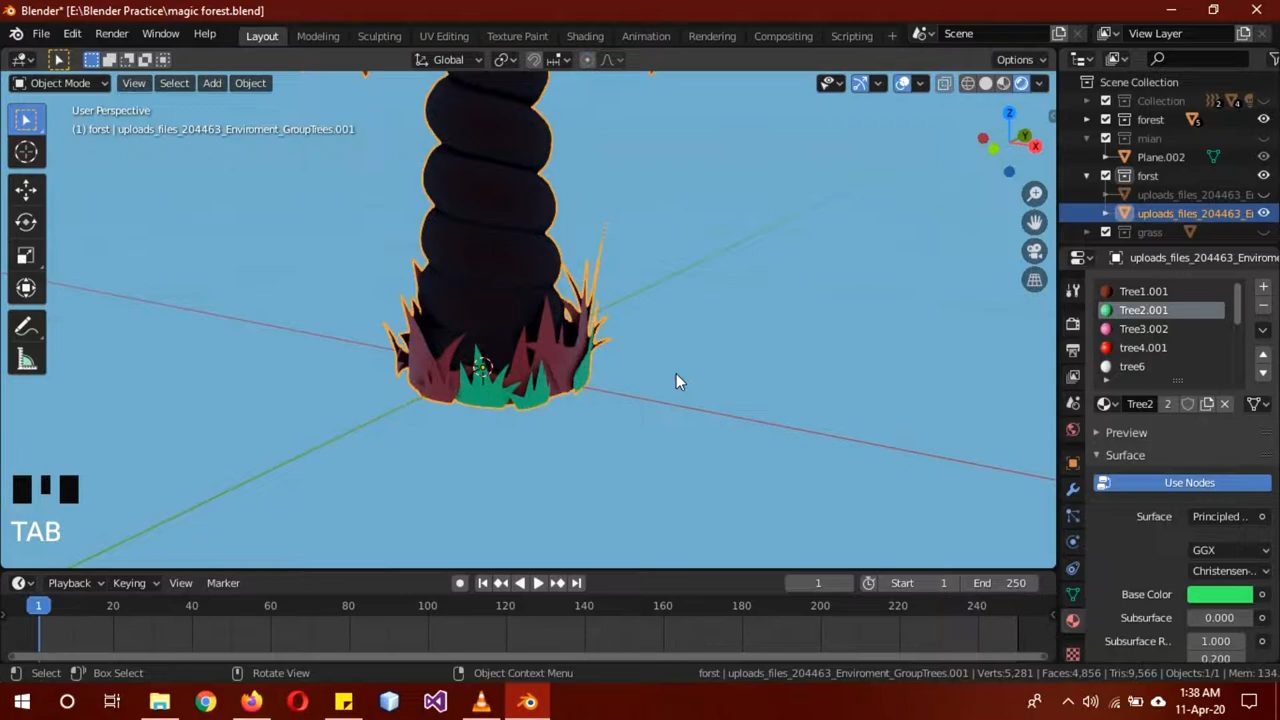 Blender* [E:\Blender Practice\magic forest.blend]
File Edit Render Window Help Layout Modeling Sculpting UV Editing Texture Paint Shading Animation Rendering Compositing Scripting + Scene View Layer
Global Options
Object Mode View Select Add Object
Scene Collection
User Perspective
(1) forst | uploads_files_204463_Enviroment_GroupTrees.001
Collection 2 4
forest 5
mian
Plane.002
forst
uploads_files_204463_E
uploads_files_204463_E
grass
Z
Y
X
uploads_files_204463_Environme
Tree1.001
Tree2.001
Tree3.002
tree4.001
tree6
Tree2 2
Preview
Surface
Use Nodes
Surface Principled ..
GGX
Christensen-..
Base Color
Subsurface 0.000
Subsurface R.. 1.000
0.200
TAB
Playback Keying View Marker 1 Start 1 End 250
1 20 40 60 80 100 120 140 160 180 200 220 240
Select Box Select Rotate View Object Context Menu forst | uploads_files_204463_Enviroment_GroupTrees.001 | Verts:5,281 | Faces:4,856 | Tris:9,566 | Objects:1/1 | Mem: 134.
1:38 AM
11-Apr-20